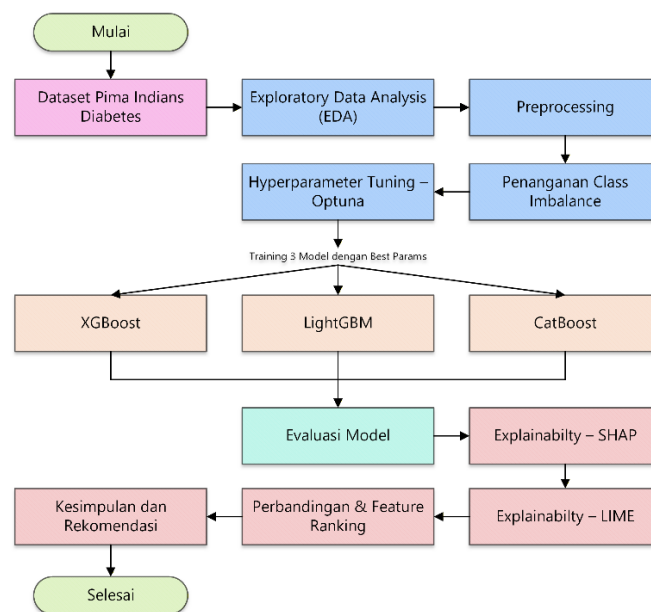 Mulai
Dataset Pima Indians
Diabetes
Exploratory Data Analysis
(EDA)
Preprocessing
Hyperparameter Tuning –
Optuna
Penanganan Class
Imbalance
Training 3 Model dengan Best Params
XGBoost
LightGBM
CatBoost
Evaluasi Model
Explainabilty – SHAP
Kesimpulan dan
Rekomendasi
Perbandingan & Feature
Ranking
Explainabilty – LIME
Selesai